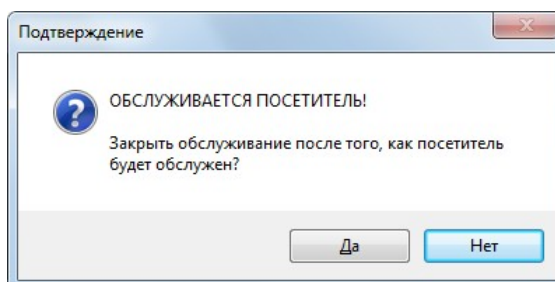 Подтверждение
ОБСЛУЖИВАЕТСЯ ПОСЕТИТЕЛЬ!
Закрыть обслуживание после того, как посетитель
будет обслужен?
Да
Нет